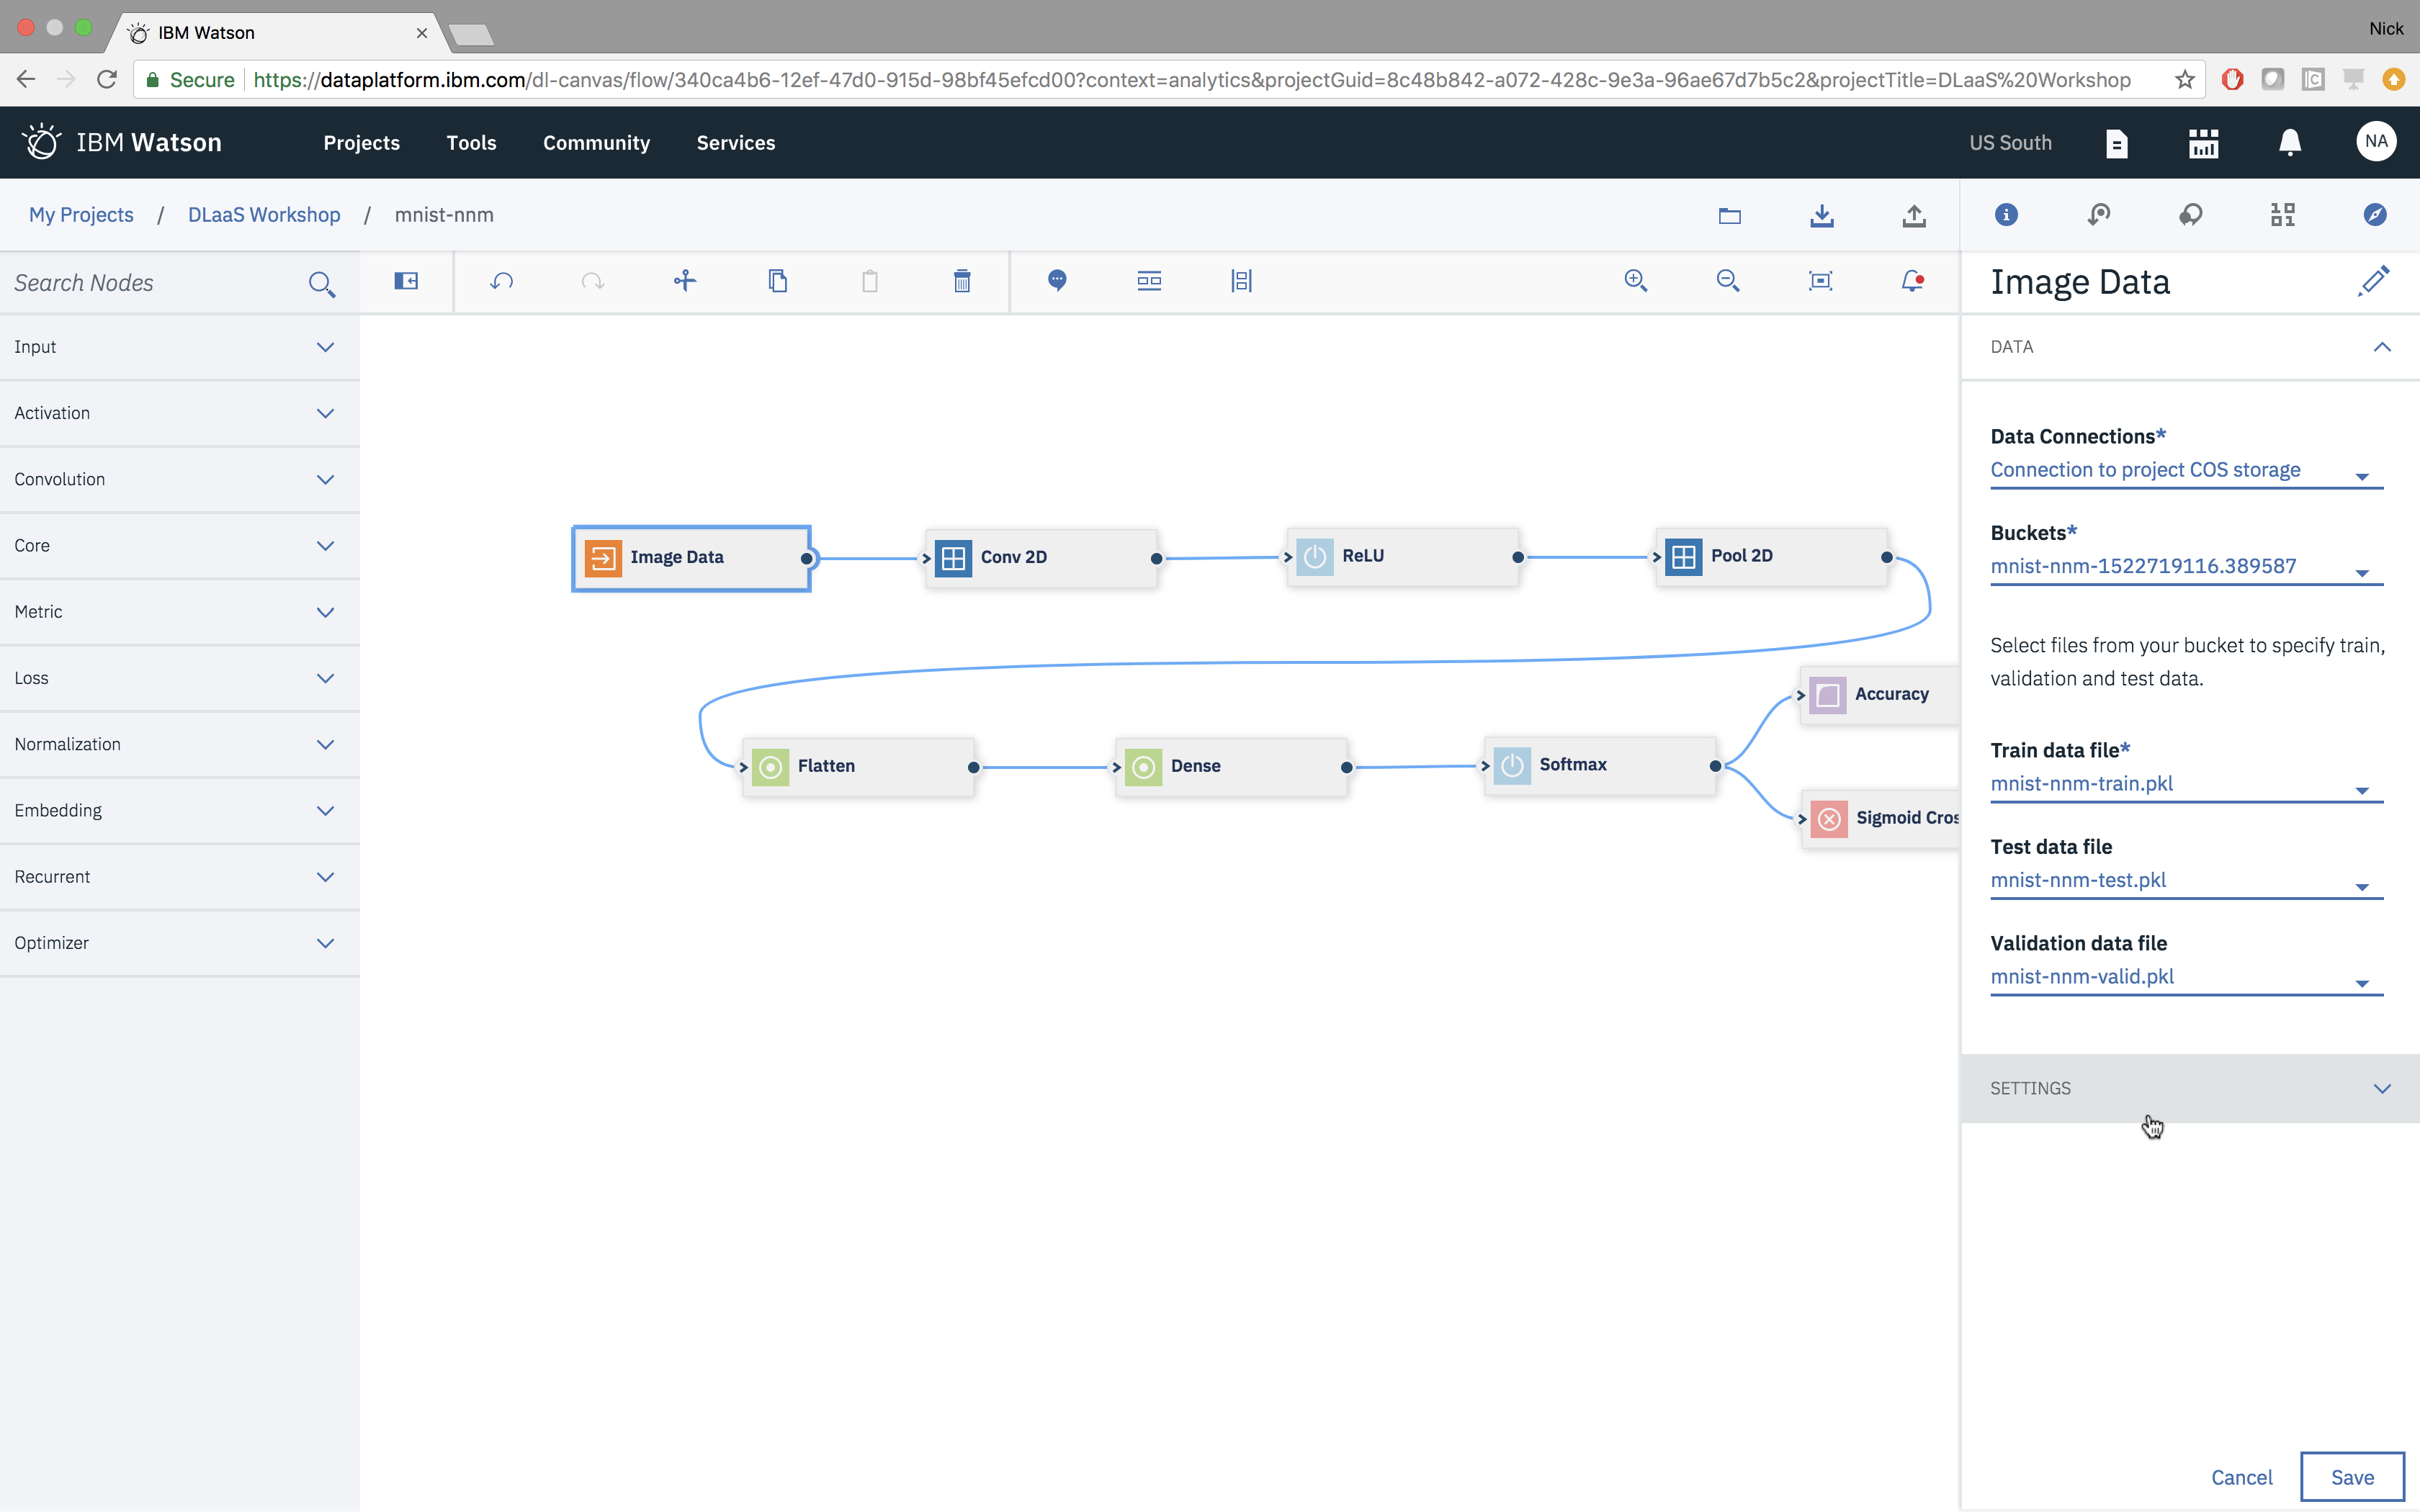 IBM Watson
Nick
Secure
https://dataplatform.ibm.com/dl-canvas/flow/340ca4b6-12ef-47d0-915d-98bf45efcd00?context=analytics&projectGuid=8c48b842-a072-428c-9e3a-96ae67d7b5c2&projectTitle=DLaaS%20Workshop
IBM Watson
Projects
Tools
Community
Services
US South
NA
My Projects / DLaaS Workshop / mnist-nnm
Search Nodes
Input
Activation
Convolution
Core
Metric
Loss
Normalization
Embedding
Recurrent
Optimizer
Image Data
Conv 2D
ReLU
Pool 2D
Flatten
Dense
Softmax
Accuracy
Sigmoid Cros
Image Data
DATA
Data Connections*
Connection to project COS storage
Buckets*
mnist-nnm-1522719116.389587
Select files from your bucket to specify train,
validation and test data.
Train data file*
mnist-nnm-train.pkl
Test data file
mnist-nnm-test.pkl
Validation data file
mnist-nnm-valid.pkl
SETTINGS
Cancel
Save